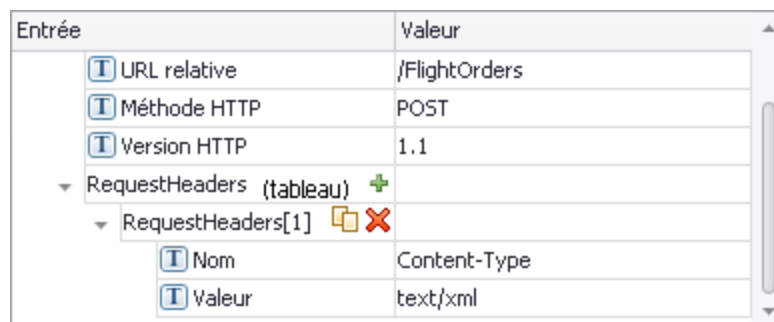 Entrée Valeur
URL relative /FlightOrders
Méthode HTTP POST
Version HTTP 1.1
RequestHeaders (tableau)
RequestHeaders[1]
Nom Content-Type
Valeur text/xml